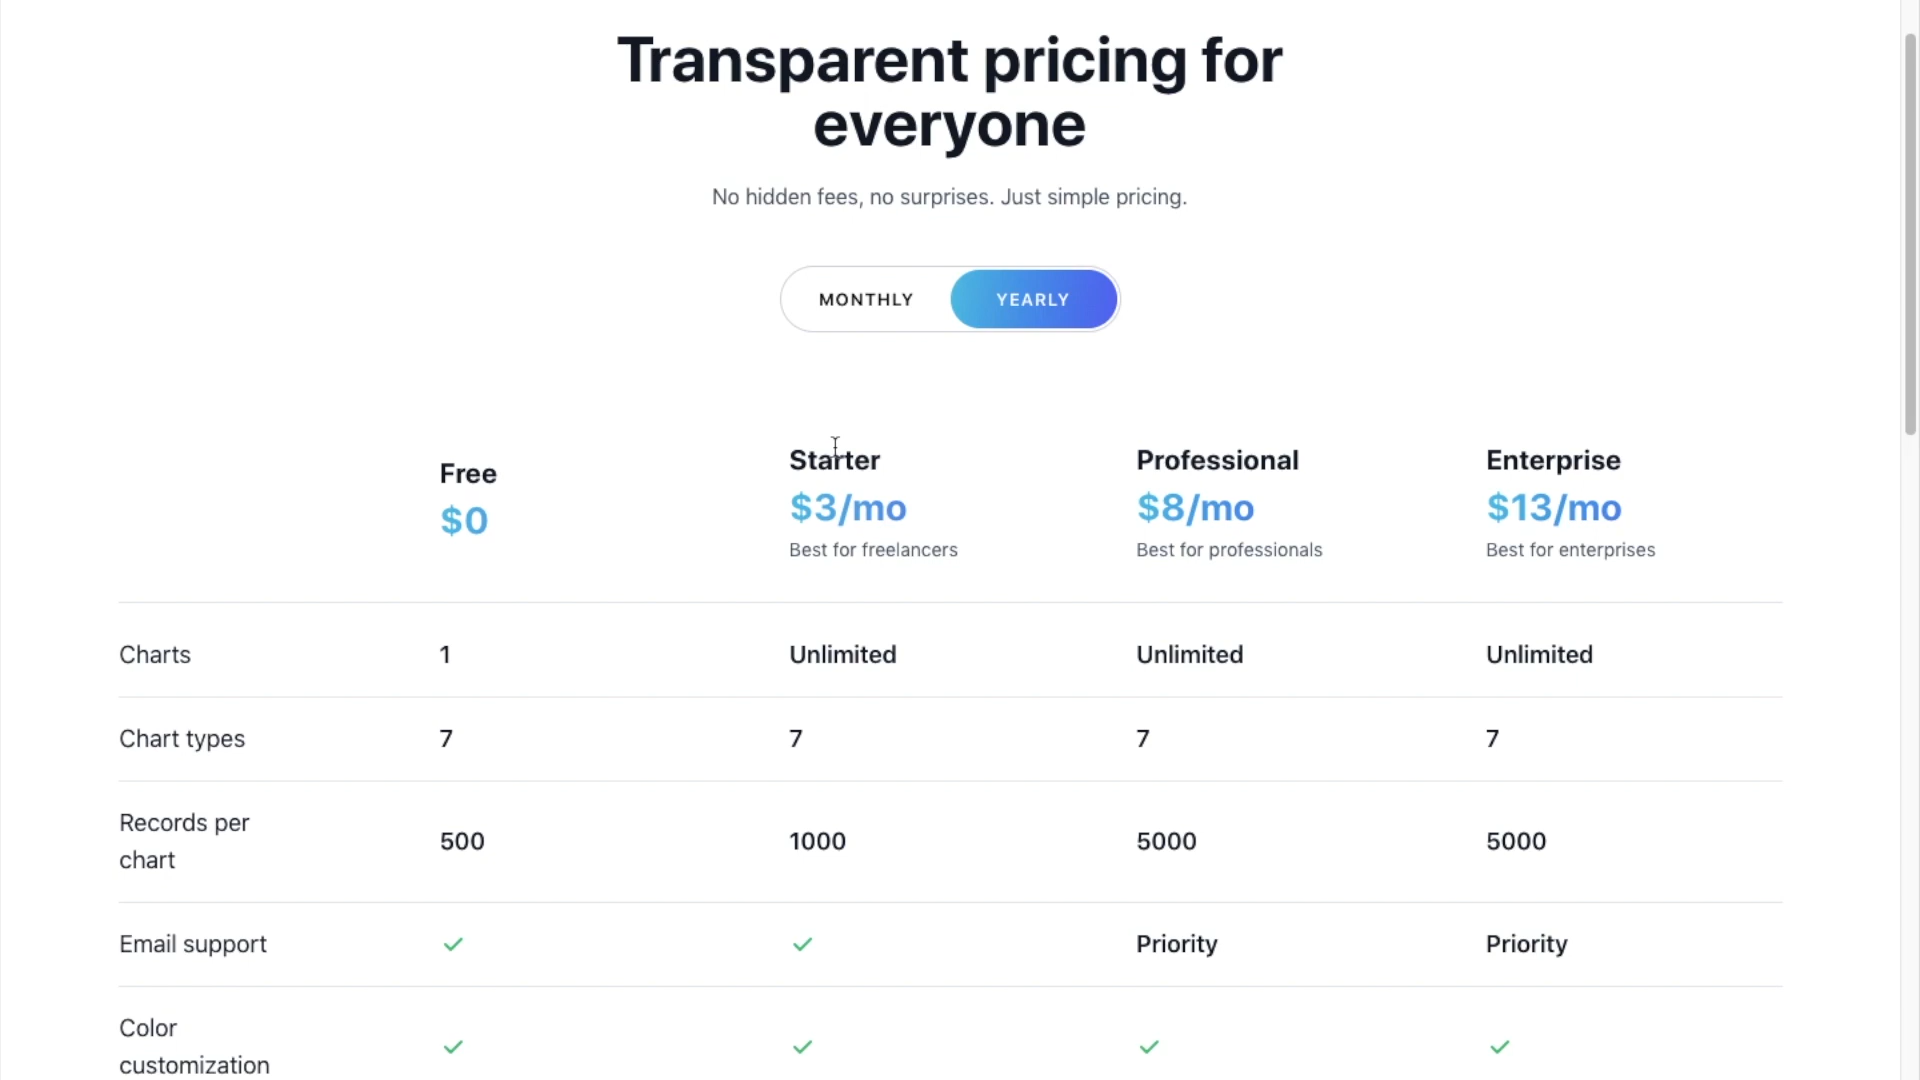 Transparent pricing for
everyone
No hidden fees, no surprises. Just simple pricing.
MONTHLY YEARLY
Free Starter Professional Enterprise
$0 $3/mo $8/mo $13/mo
Best for freelancers Best for professionals Best for enterprises
Charts 1 Unlimited Unlimited Unlimited
Chart types 7 7 7 7
Records per
chart 500 1000 5000 5000
Email support Priority Priority
Color
customization